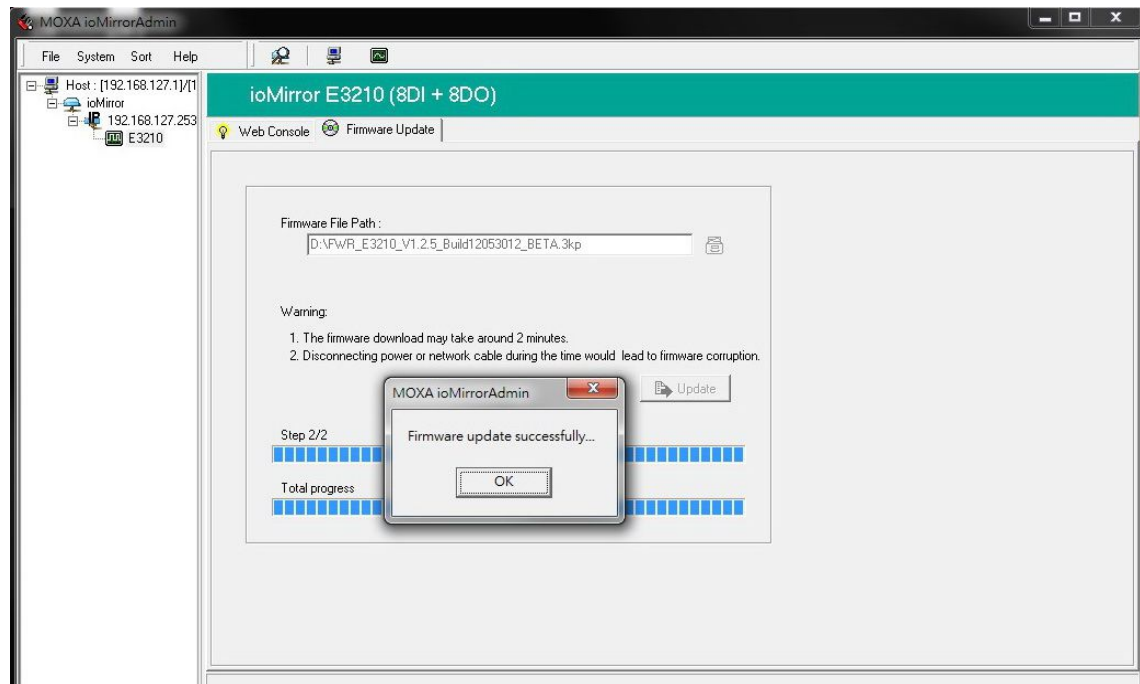 MOXA ioMirrorAdmin
File System Sort Help
Host : [192.168.127.1]/[1
ioMirror
IP 192.168.127.253
E3210
ioMirror E3210 (8DI + 8DO)
Web Console Firmware Update
Firmware File Path :
D:\FWR_E3210_V1.2.5_Build12053012_BETA.3kp
Warning:
1. The firmware download may take around 2 minutes.
2. Disconnecting power or network cable during the time would lead to firmware corruption.
Update
MOXA ioMirrorAdmin
Firmware update successfully...
OK
Step 2/2
Total progress